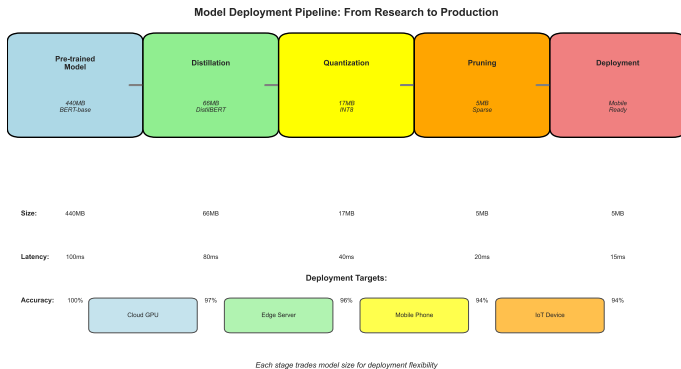 Model Deployment Pipeline: From Research to Production
Pre-trained
Model
Distillation
Quantization
Pruning
Deployment
440MB
BERT-base
66MB
DistilBERT
17MB
INT8
5MB
Sparse
Mobile
Ready
Size: 440MB 66MB 17MB 5MB 5MB
Latency: 100ms 60ms 40ms 20ms 15ms
Deployment Targets:
Accuracy: 100% 97% 96% 94% 94%
Cloud GPU Edge Server Mobile Phone IoT Device
Each stage trades model size for deployment flexibility